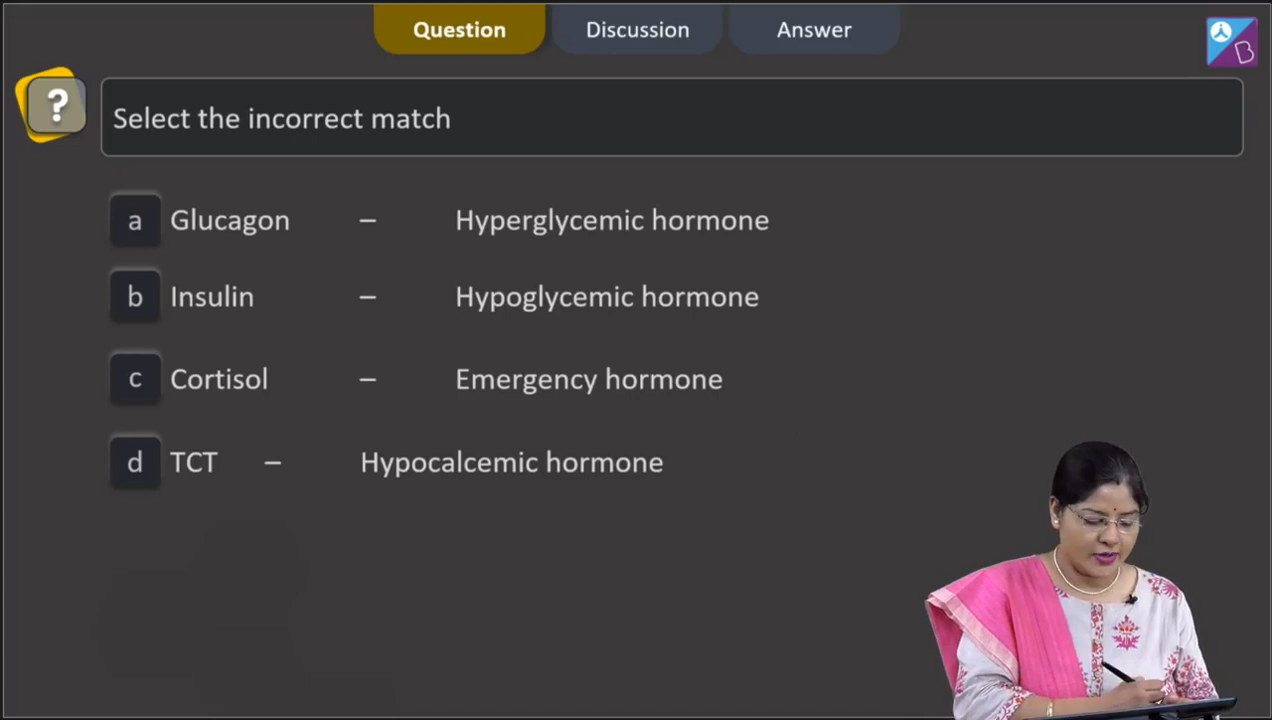 Question Discussion Answer
B
? Select the incorrect match
a Glucagon – Hyperglycemic hormone
b Insulin – Hypoglycemic hormone
c Cortisol – Emergency hormone
d TCT – Hypocalcemic hormone